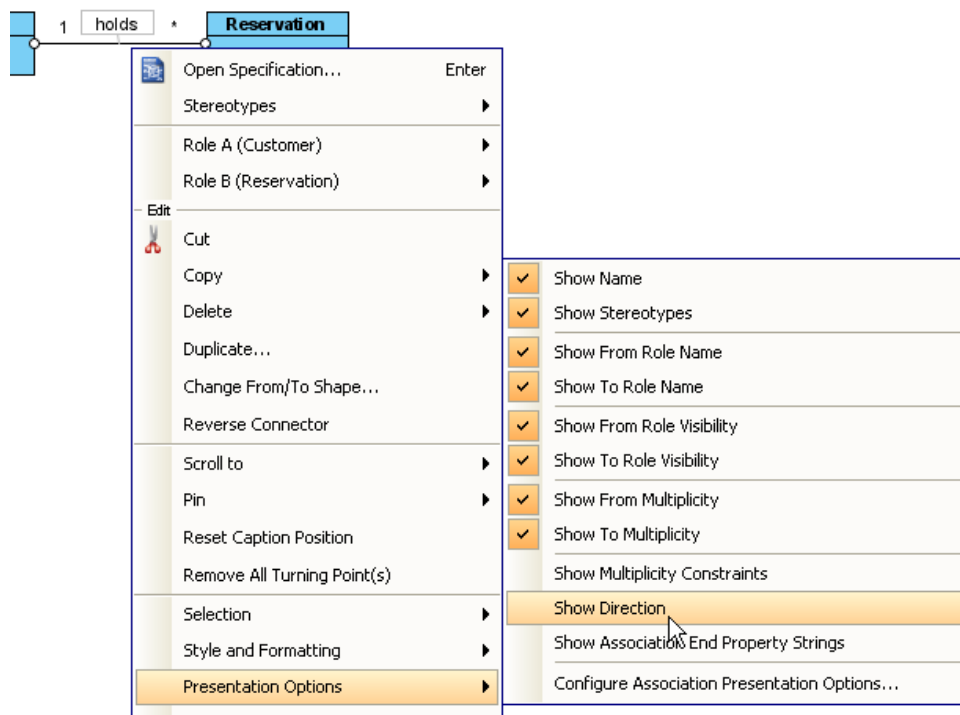 1 holds * Reservation
Open Specification... Enter
Stereotypes
Role A (Customer)
Role B (Reservation)
Edit
Cut
Copy
Delete
Duplicate...
Change From/To Shape...
Reverse Connector
Scroll to
Pin
Reset Caption Position
Remove All Turning Point(s)
Selection
Style and Formatting
Presentation Options
Show Name
Show Stereotypes
Show From Role Name
Show To Role Name
Show From Role Visibility
Show To Role Visibility
Show From Multiplicity
Show To Multiplicity
Show Multiplicity Constraints
Show Direction
Show Association End Property Strings
Configure Association Presentation Options...